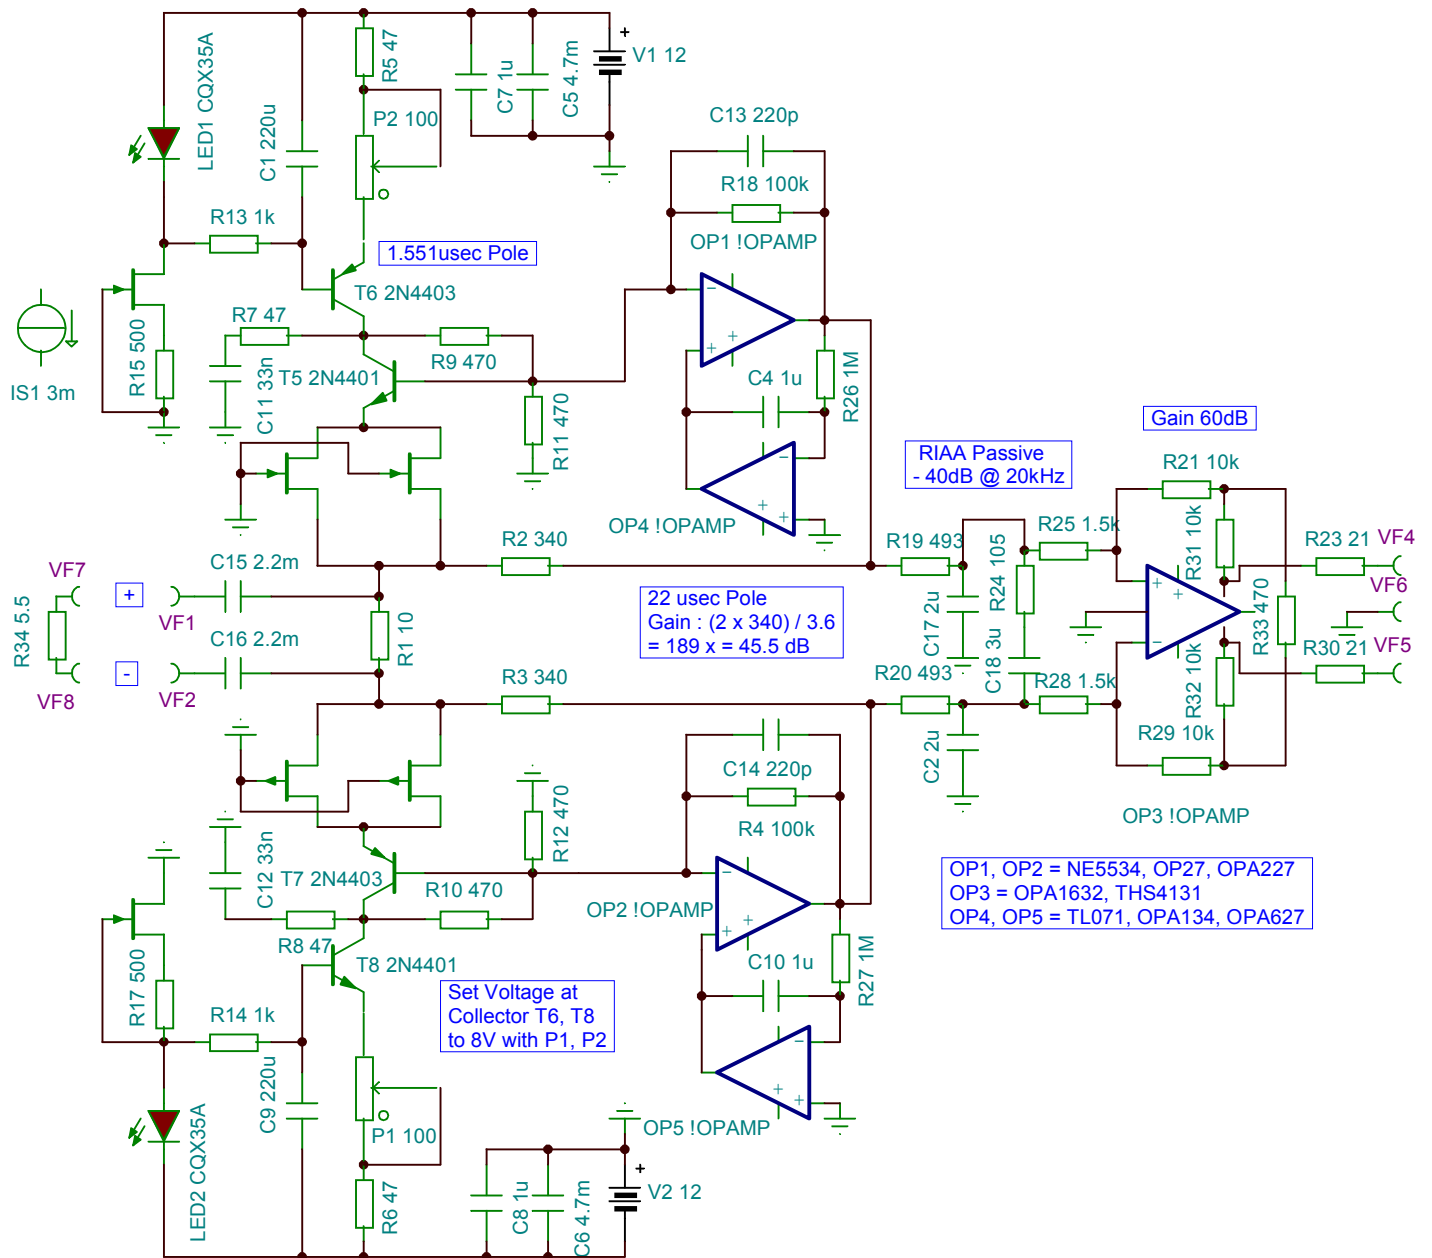 R5 47
V1 12
C7 1u
C5 4.7m
LED1 CQX35A
C1 220u
P2 100
C13 220p
R18 100k
OP1 !OPAMP
R13 1k
1.551usec Pole
T6 2N4403
R7 47
R9 470
R15 500
IS1 3m
C11 33n
T5 2N4401
C4 1u
R26 1M
R11 470
OP4 !OPAMP
Gain 60dB
RIAA Passive
- 40dB @ 20kHz
R21 10k
R31 10k
R25 1.5k
R23 21
VF4
R2 340
R19 493
R24 105
VF6
R33 470
VF7
+
C15 2.2m
VF1
R34 5.5
R1 10
22 usec Pole
Gain : (2 x 340) / 3.6
= 189 x = 45.5 dB
C17 2u
C18 3u
C16 2.2m
-
VF8
VF2
R3 340
R20 493
R28 1.5k
R32 10k
R30 21
VF5
R29 10k
C2 2u
OP3 !OPAMP
C14 220p
R4 100k
R12 470
C12 33n
T7 2N4403
R10 470
OP2 !OPAMP
R8 47
T8 2N4401
C10 1u
R27 1M
OP1, OP2 = NE5534, OP27, OPA227
OP3 = OPA1632, THS4131
OP4, OP5 = TL071, OPA134, OPA627
R17 500
R14 1k
Set Voltage at
Collector T6, T8
to 8V with P1, P2
C9 220u
P1 100
OP5 !OPAMP
LED2 CQX35A
R6 47
C8 1u
C6 4.7m
V2 12